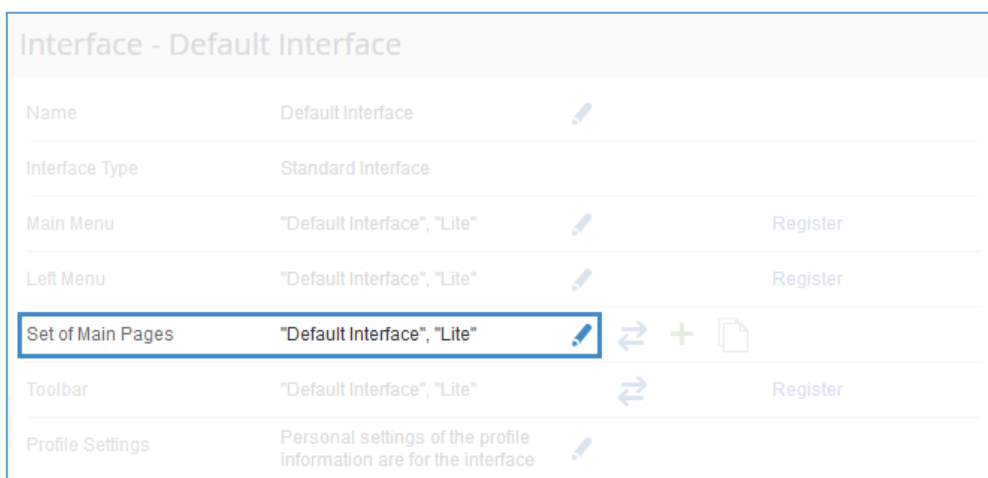 Interface - Default Interface
Name Default Interface
Interface Type Standard Interface
Main Menu "Default Interface", "Lite" Register
Left Menu "Default Interface", "Lite" Register
Set of Main Pages "Default Interface", "Lite"
Toolbar "Default Interface", "Lite" Register
Profile Settings Personal settings of the profile
information are for the interface